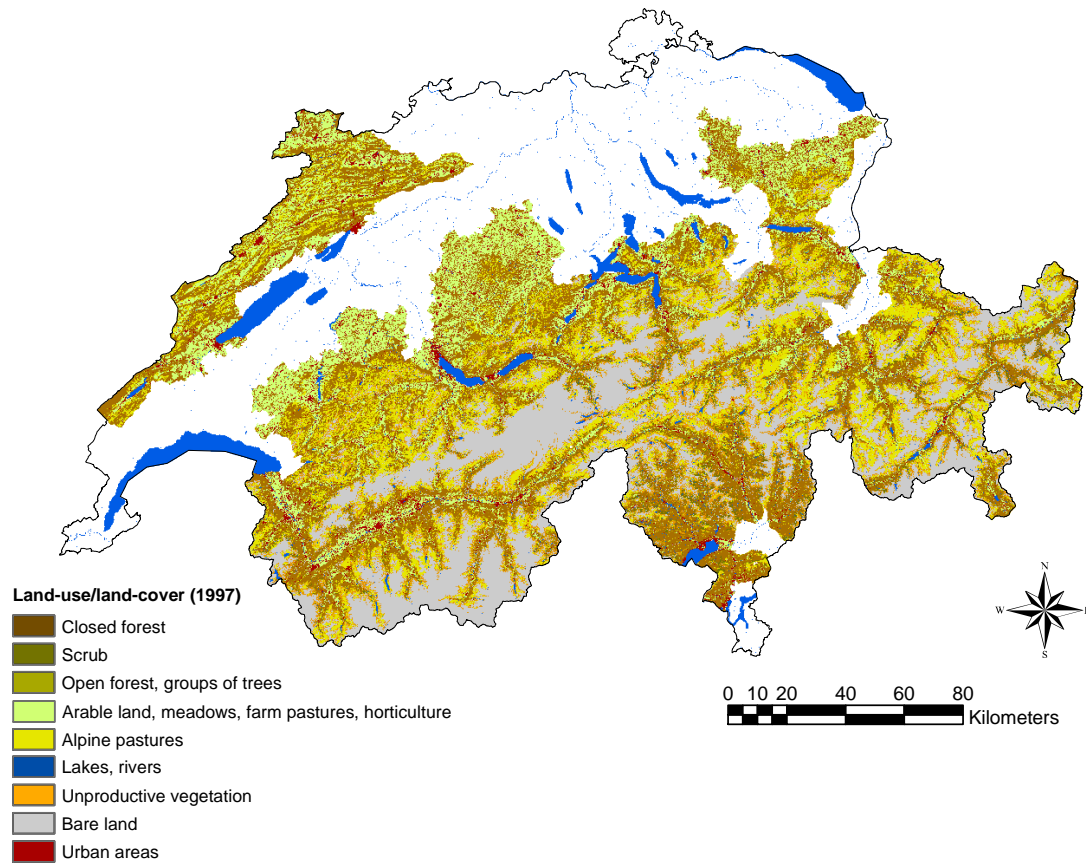 Land-use/land-cover (1997)
Closed forest
Scrub
Open forest, groups of trees
Arable land, meadows, farm pastures, horticulture
Alpine pastures
Lakes, rivers
Unproductive vegetation
Bare land
Urban areas
N
W E
S
0 10 20 40 60 80
Kilometers